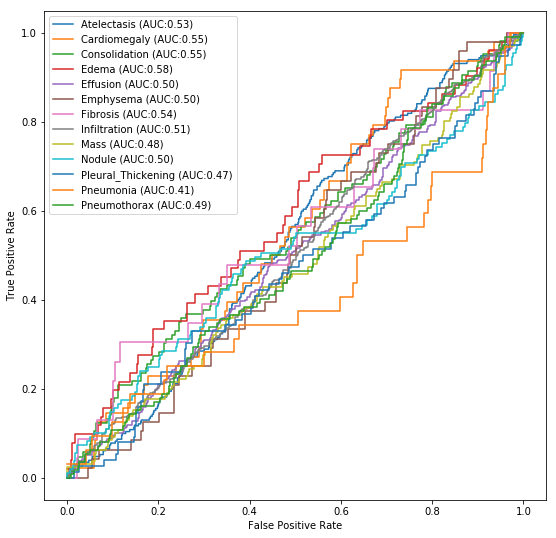 Atelectasis (AUC:0.53)
Cardiomegaly (AUC:0.55)
Consolidation (AUC:0.55)
Edema (AUC:0.58)
Effusion (AUC:0.50)
Emphysema (AUC:0.50)
Fibrosis (AUC:0.54)
Infiltration (AUC:0.51)
Mass (AUC:0.48)
Nodule (AUC:0.50)
Pleural_Thickening (AUC:0.47)
Pneumonia (AUC:0.41)
Pneumothorax (AUC:0.49)
1.0
0.8
0.6
0.4
0.2
0.0
True Positive Rate
0.0 0.2 0.4 0.6 0.8 1.0
False Positive Rate